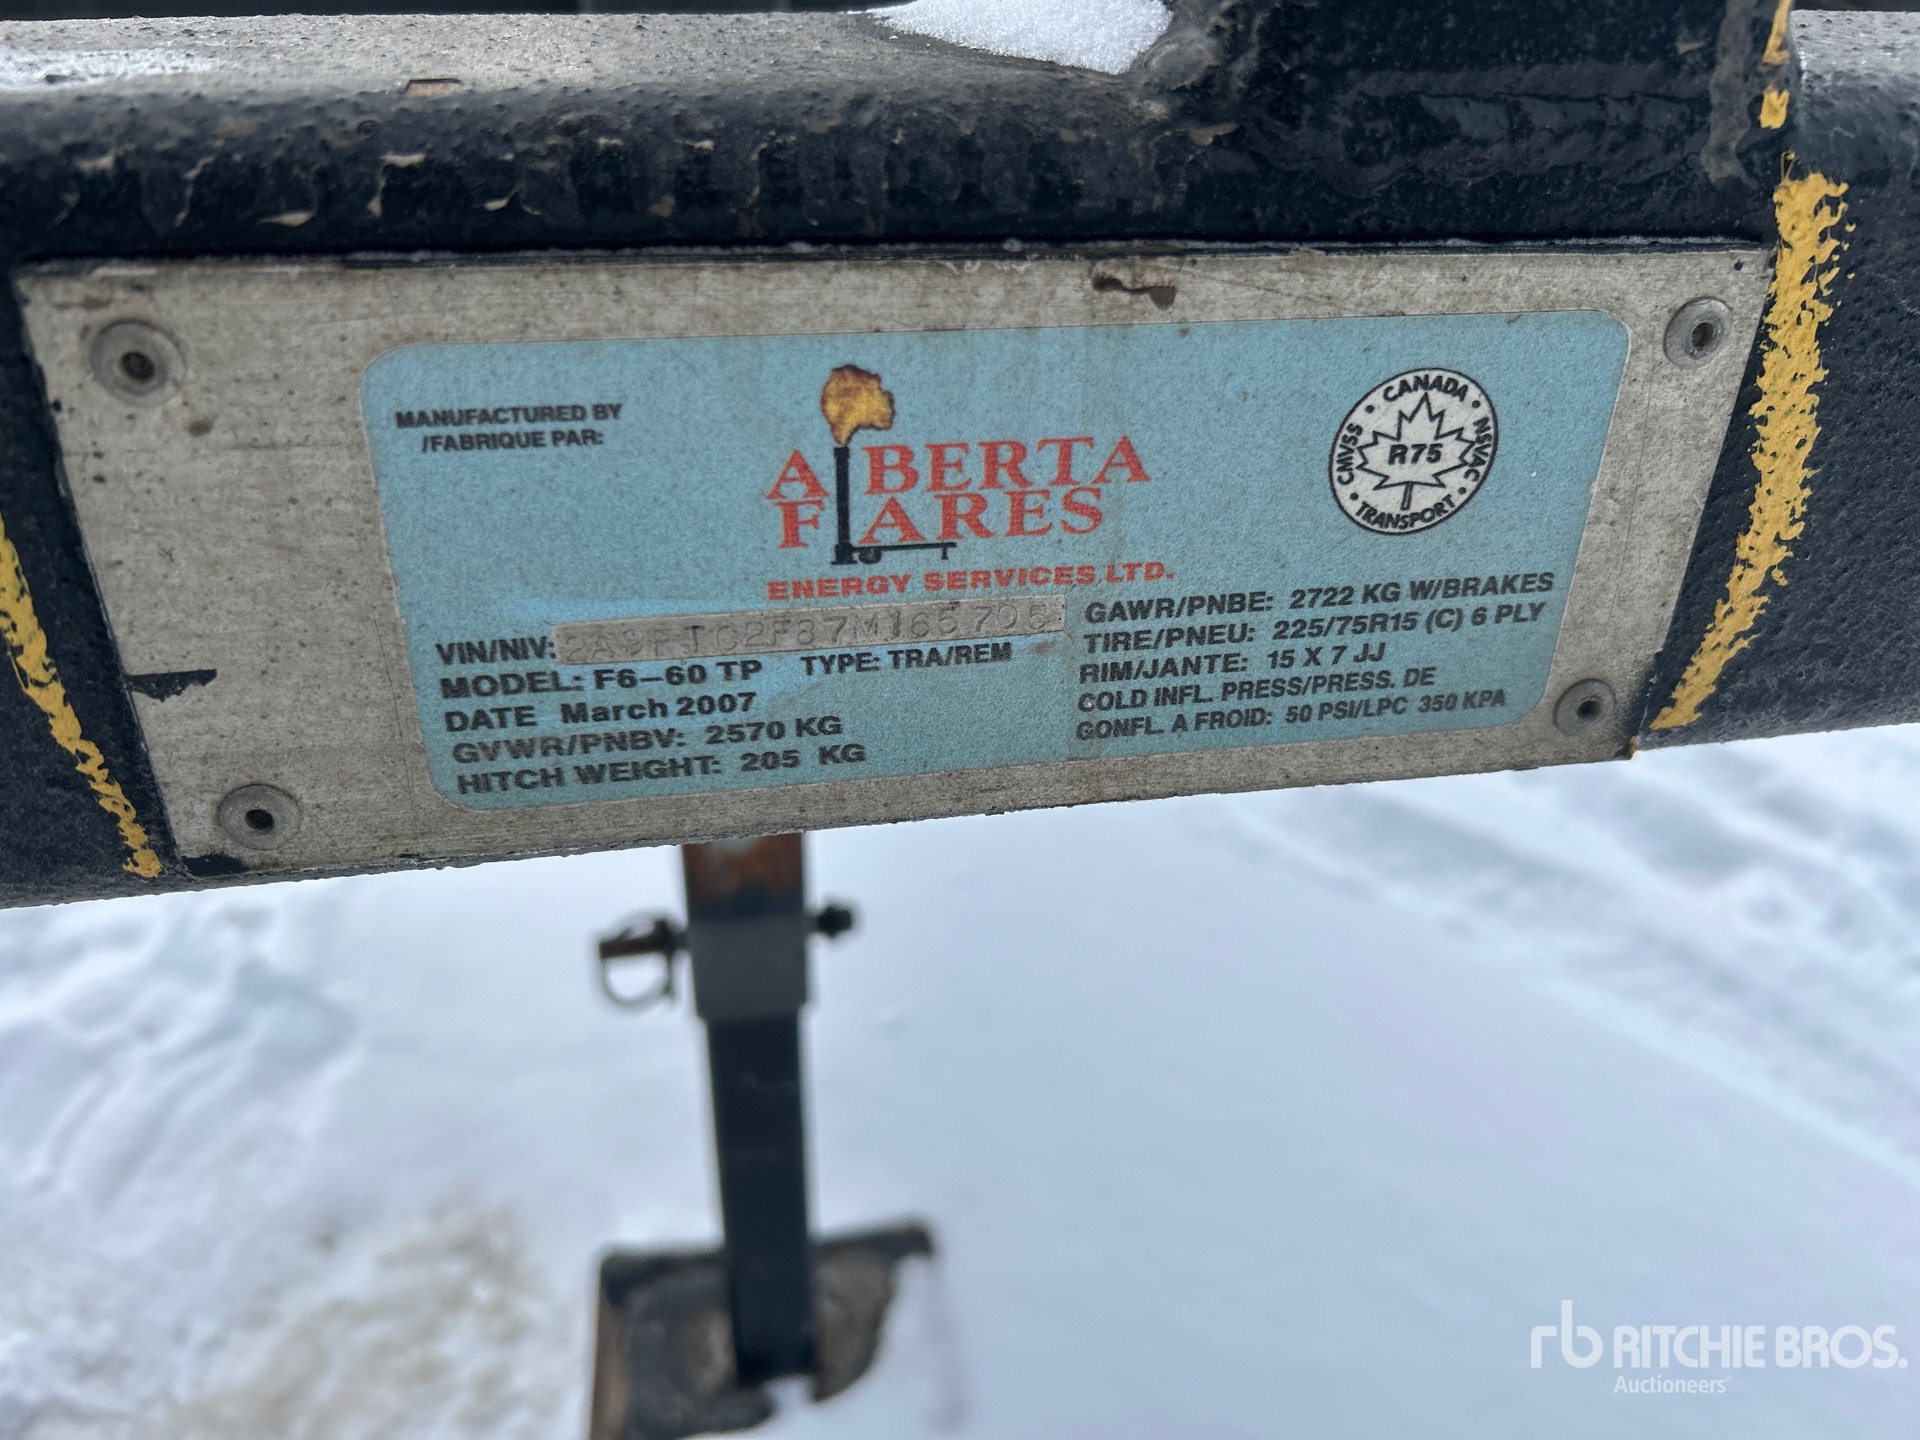 MANUFACTURED BY
/FABRIQUE PAR:
ALBERTA
FLARES
ENERGY SERVICES LTD.
CANADA • NSVAC • TRANSPORT • CMVSS •
R75
VIN/NIV:
MODEL: F6-60 TP TYPE: TRA/REM
DATE March 2007
GVWR/PNBV: 2570 KG
HITCH WEIGHT: 205 KG
GAWR/PNBE: 2722 KG W/BRAKES
TIRE/PNEU: 225/75R15 (C) 6 PLY
RIM/JANTE: 15 X 7 JJ
COLD INFL. PRESS/PRESS. DE
GONFL. A FROID: 50 PSI/LPC 350 KPA
rb RITCHIE BROS.
Auctioneers